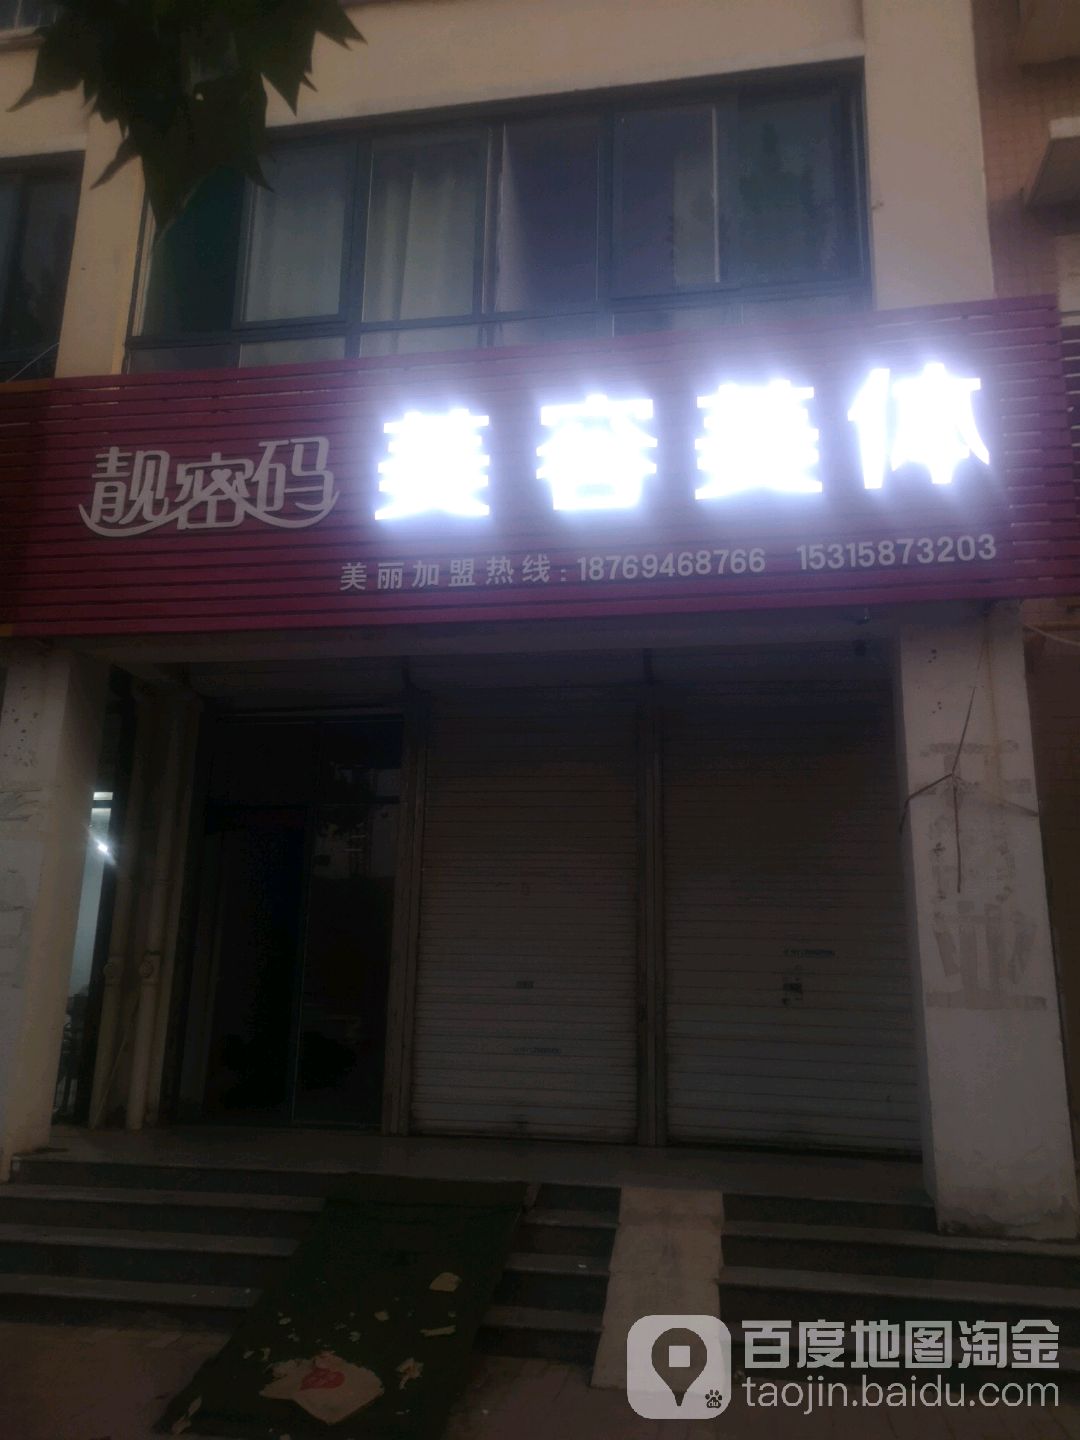 靓密码 美容美体
美丽加盟热线: 18769468766 15315873203
百度地图淘金
taojin.baidu.com